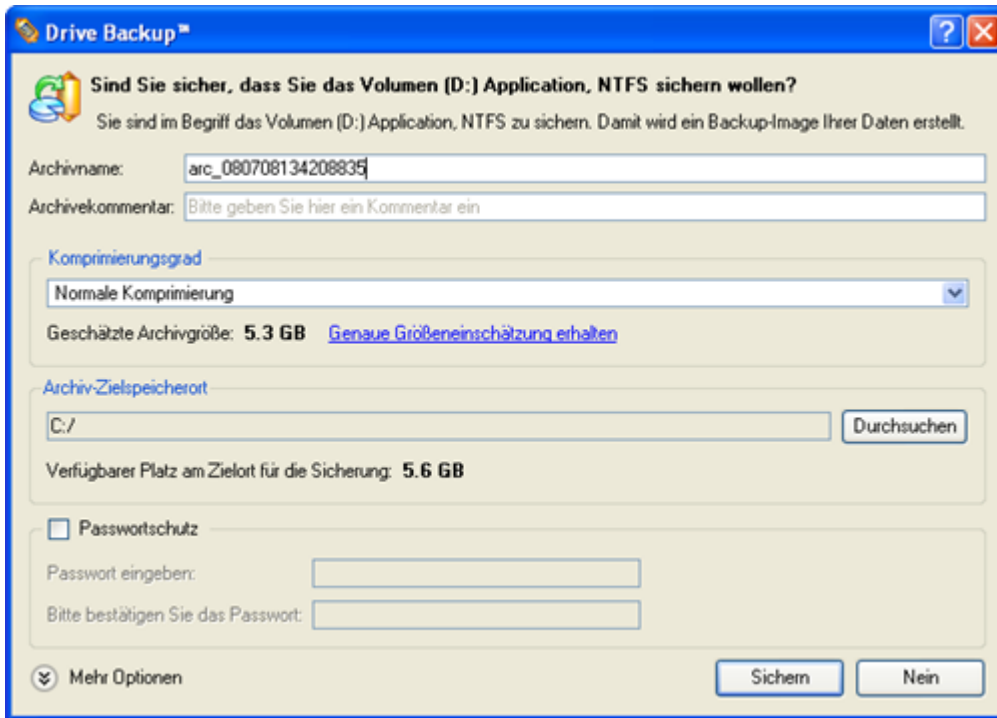 Drive Backup™
Sind Sie sicher, dass Sie das Volumen (D:) Application, NTFS sichern wollen?
Sie sind im Begriff das Volumen (D:) Application, NTFS zu sichern. Damit wird ein Backup-Image Ihrer Daten erstellt.
Archivname: arc_080708134208835
Archivekommentar: Bitte geben Sie hier ein Kommentar ein
Komprimierungsgrad
Normale Komprimierung
Geschätzte Archivgröße: 5.3 GB Genaue Größeneinschätzung erhalten
Archiv-Zielspeicherort
C:/ Durchsuchen
Verfügbarer Platz am Zielort für die Sicherung: 5.6 GB
Passwortschutz
Passwort eingeben:
Bitte bestätigen Sie das Passwort:
Mehr Optionen Sichern Nein